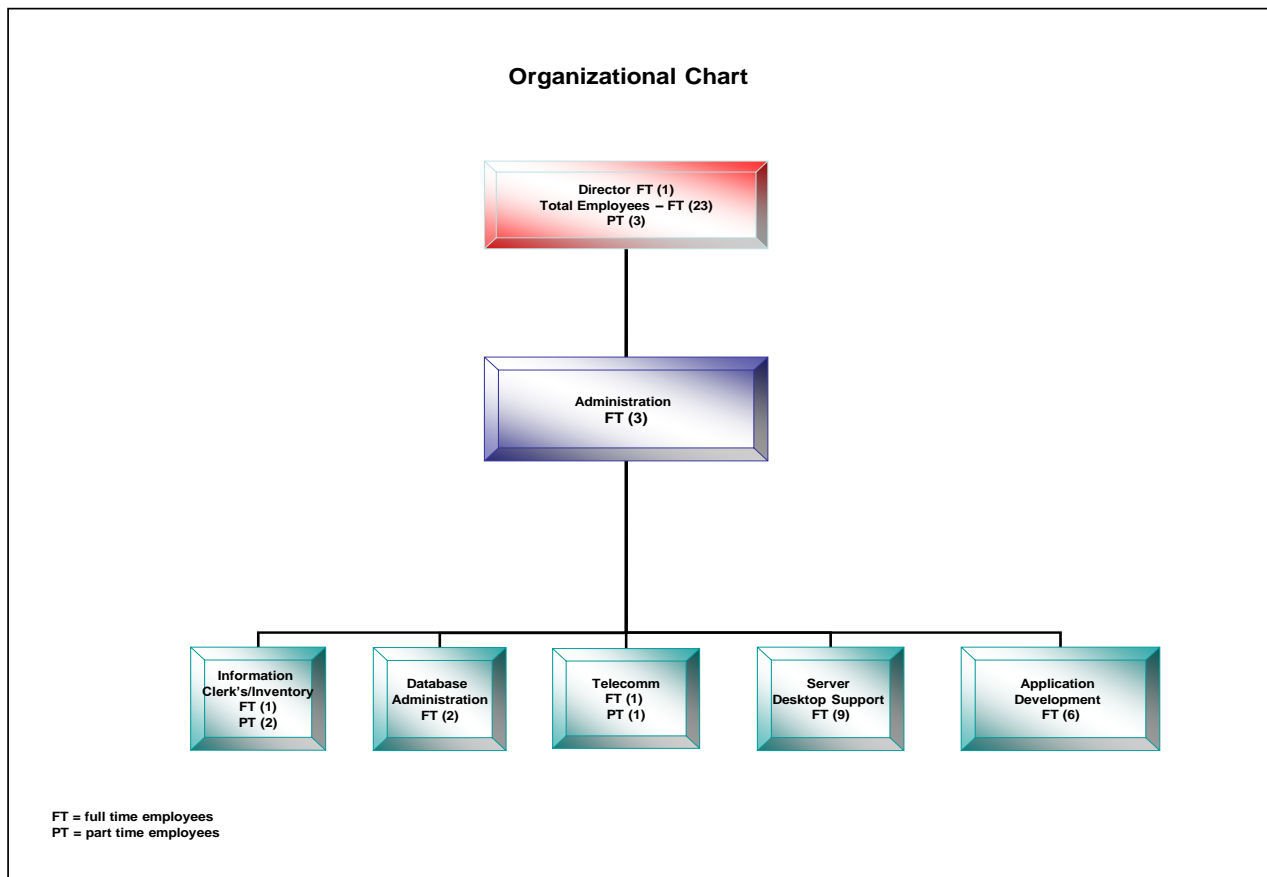 Organizational Chart
Director FT (1)
Total Employees – FT (23)
PT (3)
Administration
FT (3)
Information
Clerk's/Inventory
FT (1)
PT (2)
Database
Administration
FT (2)
Telecomm
FT (1)
PT (1)
Server
Desktop Support
FT (9)
Application
Development
FT (6)
FT = full time employees
PT = part time employees